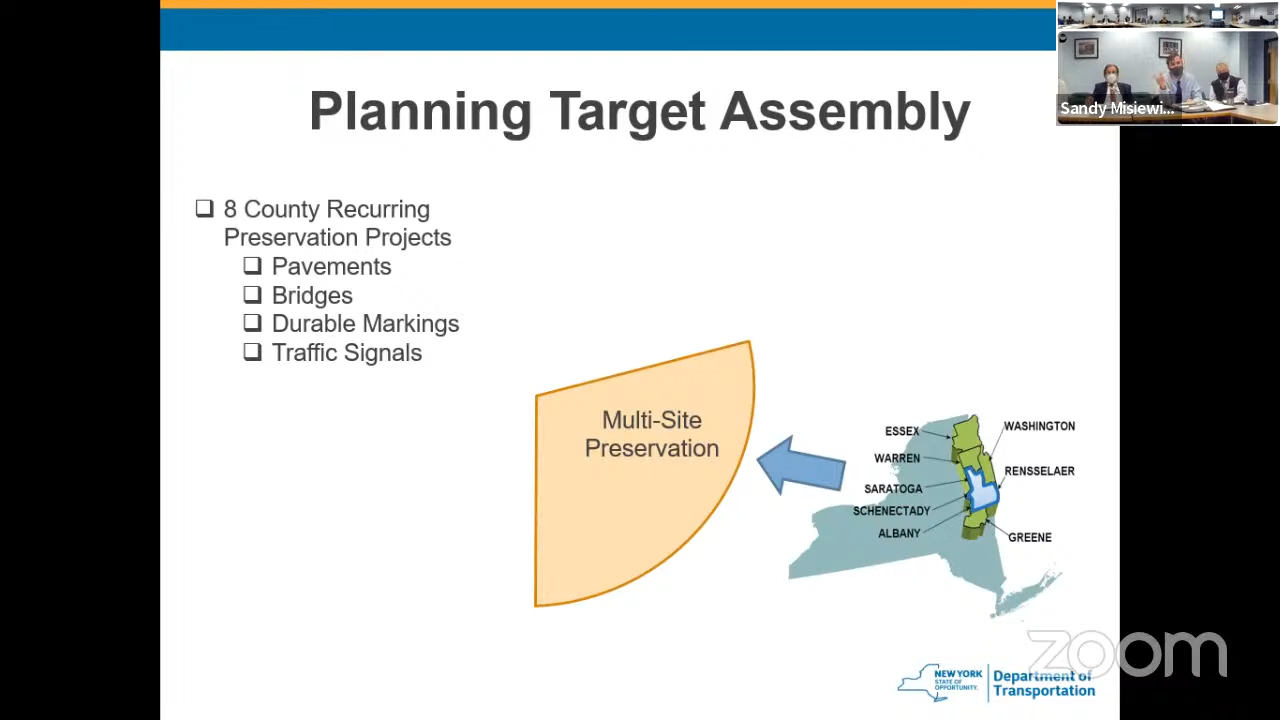 Planning Target Assembly
Sandy Misiewi...
❑ 8 County Recurring
Preservation Projects
❑ Pavements
❑ Bridges
❑ Durable Markings
❑ Traffic Signals
Multi-Site
Preservation
ESSEX
WASHINGTON
WARREN
RENSSELAER
SARATOGA
SCHENECTADY
ALBANY
GREENE
zoom
NEW YORK
STATE OF
OPPORTUNITY.
Department of
Transportation